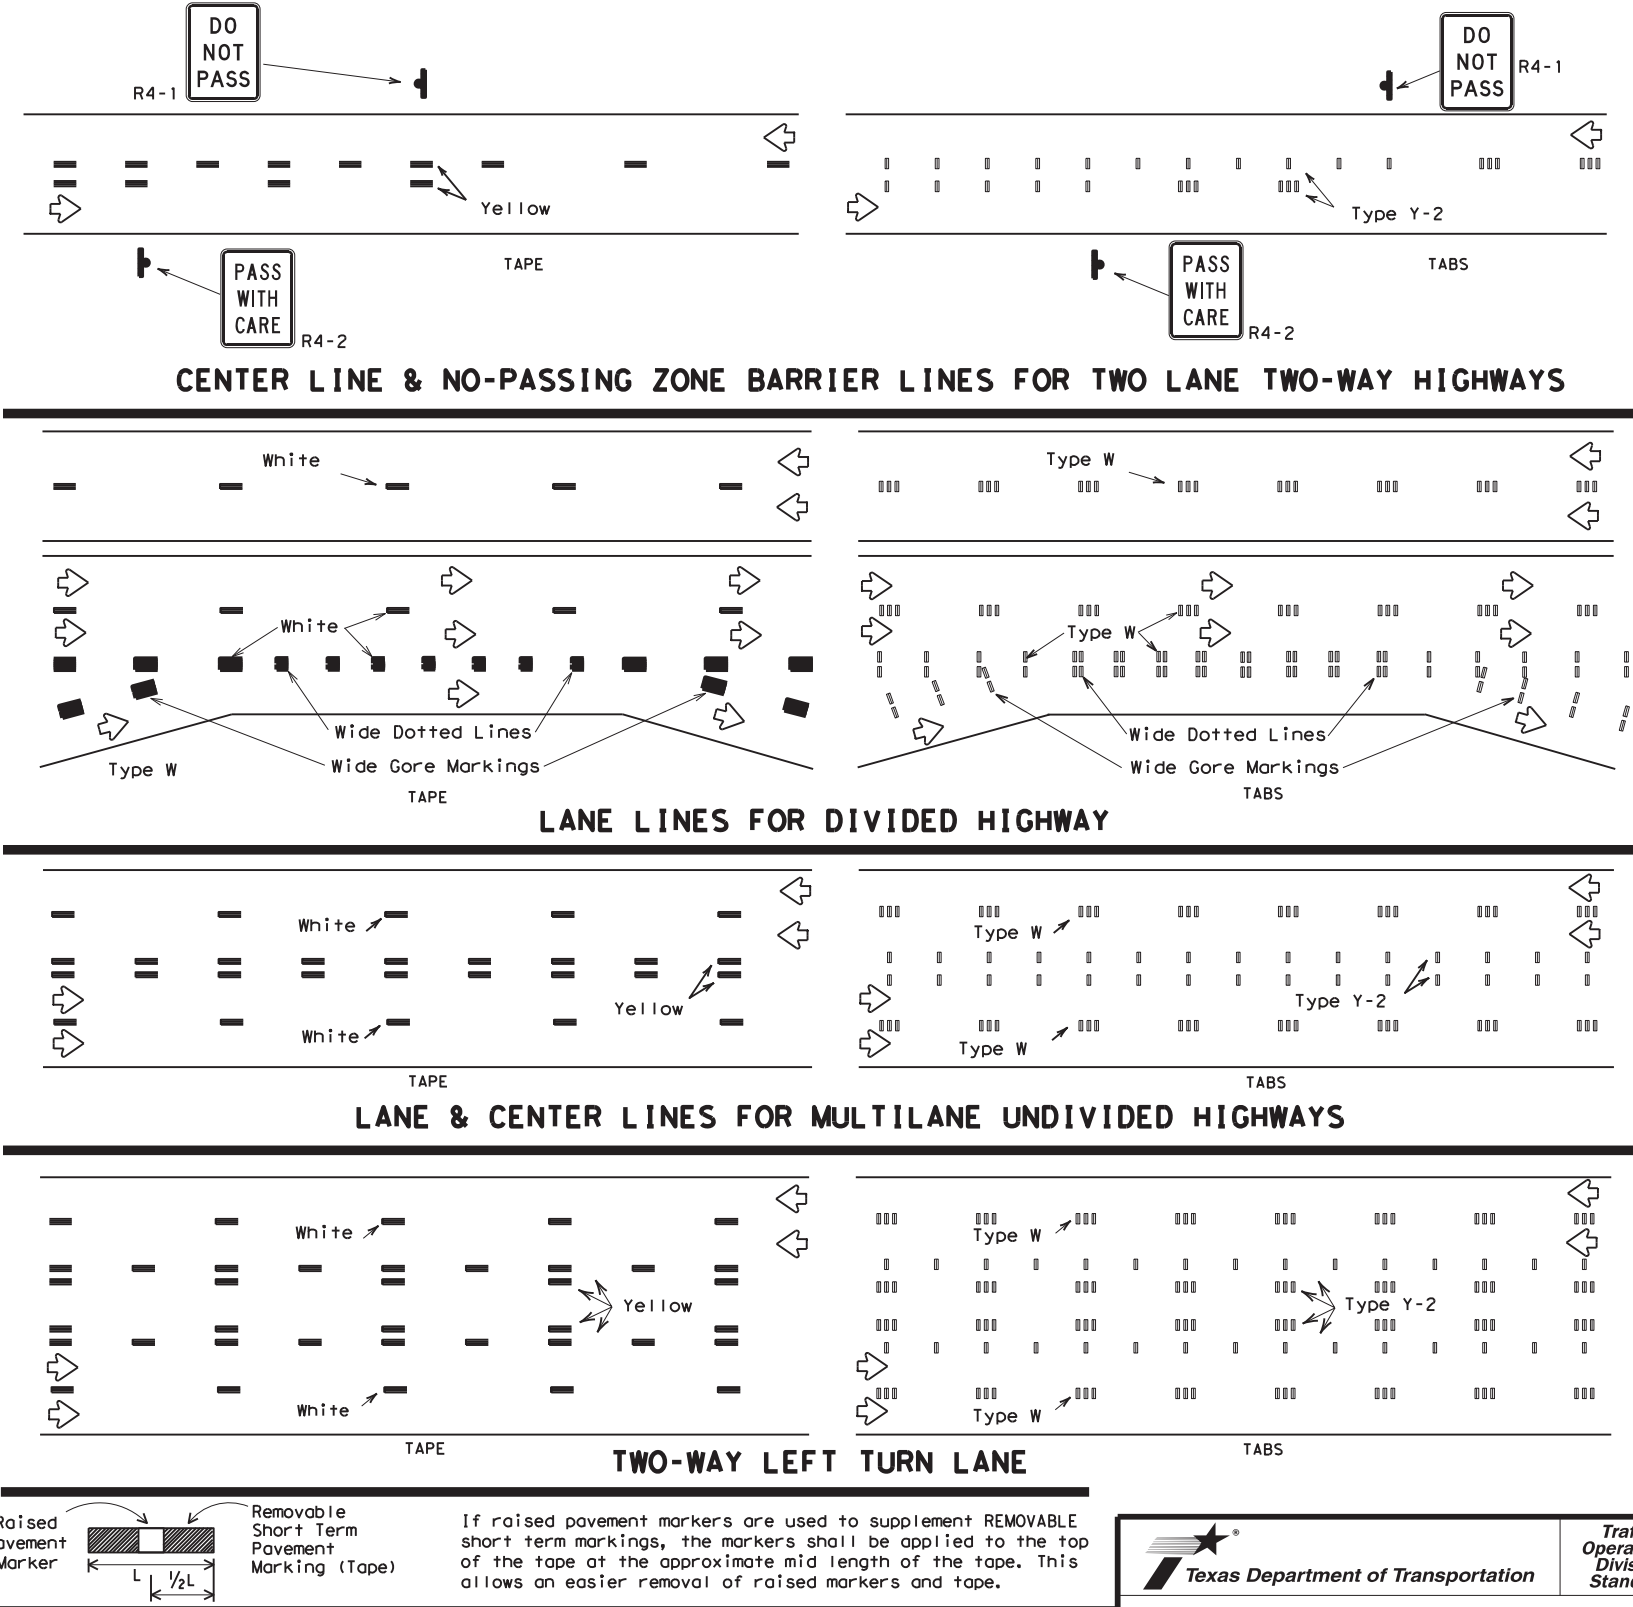 DO
NOT
PASS
R4-1
Yellow
TAPE
PASS
WITH
CARE
R4-2
DO
NOT
PASS
R4-1
Type Y-2
TABS
PASS
WITH
CARE
R4-2
CENTER LINE & NO-PASSING ZONE BARRIER LINES FOR TWO LANE TWO-WAY HIGHWAYS
White
White
Wide Dotted Lines
Wide Gore Markings
Type W
TAPE
Type W
Type W
Wide Dotted Lines
Wide Gore Markings
TABS
LANE LINES FOR DIVIDED HIGHWAY
White
Yellow
White
TAPE
Type W
Type Y-2
Type W
TABS
LANE & CENTER LINES FOR MULTILANE UNDIVIDED HIGHWAYS
White
Yellow
White
TAPE
Type W
Type Y-2
Type W
TABS
TWO-WAY LEFT TURN LANE
Raised
Pavement
Marker
L
½L
Removable
Short Term
Pavement
Marking (Tape)
If raised pavement markers are used to supplement REMOVABLE
short term markings, the markers shall be applied to the top
of the tape at the approximate mid length of the tape. This
allows an easier removal of raised markers and tape.
®
Texas Department of Transportation